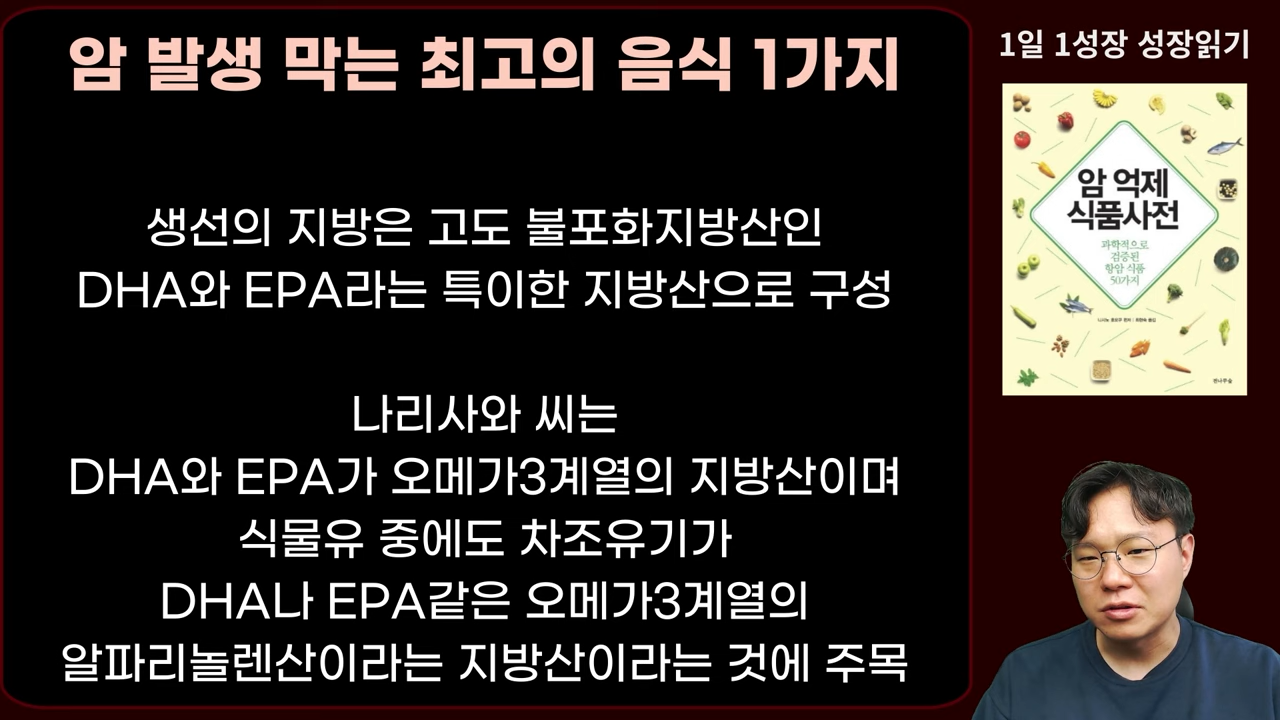 암 발생 막는 최고의 음식 1가지
생선의 지방은 고도 불포화지방산인
DHA와 EPA라는 특이한 지방산으로 구성
나리사와 씨는
DHA와 EPA가 오메가3계열의 지방산이며
식물유 중에도 차조유기가
DHA나 EPA같은 오메가3계열의
알파리놀렌산이라는 지방산이라는 것에 주목
1일 1성장 성장읽기
암 억제
식품사전
과학적으로
검증된
항암 식품
50가지
전나무숲